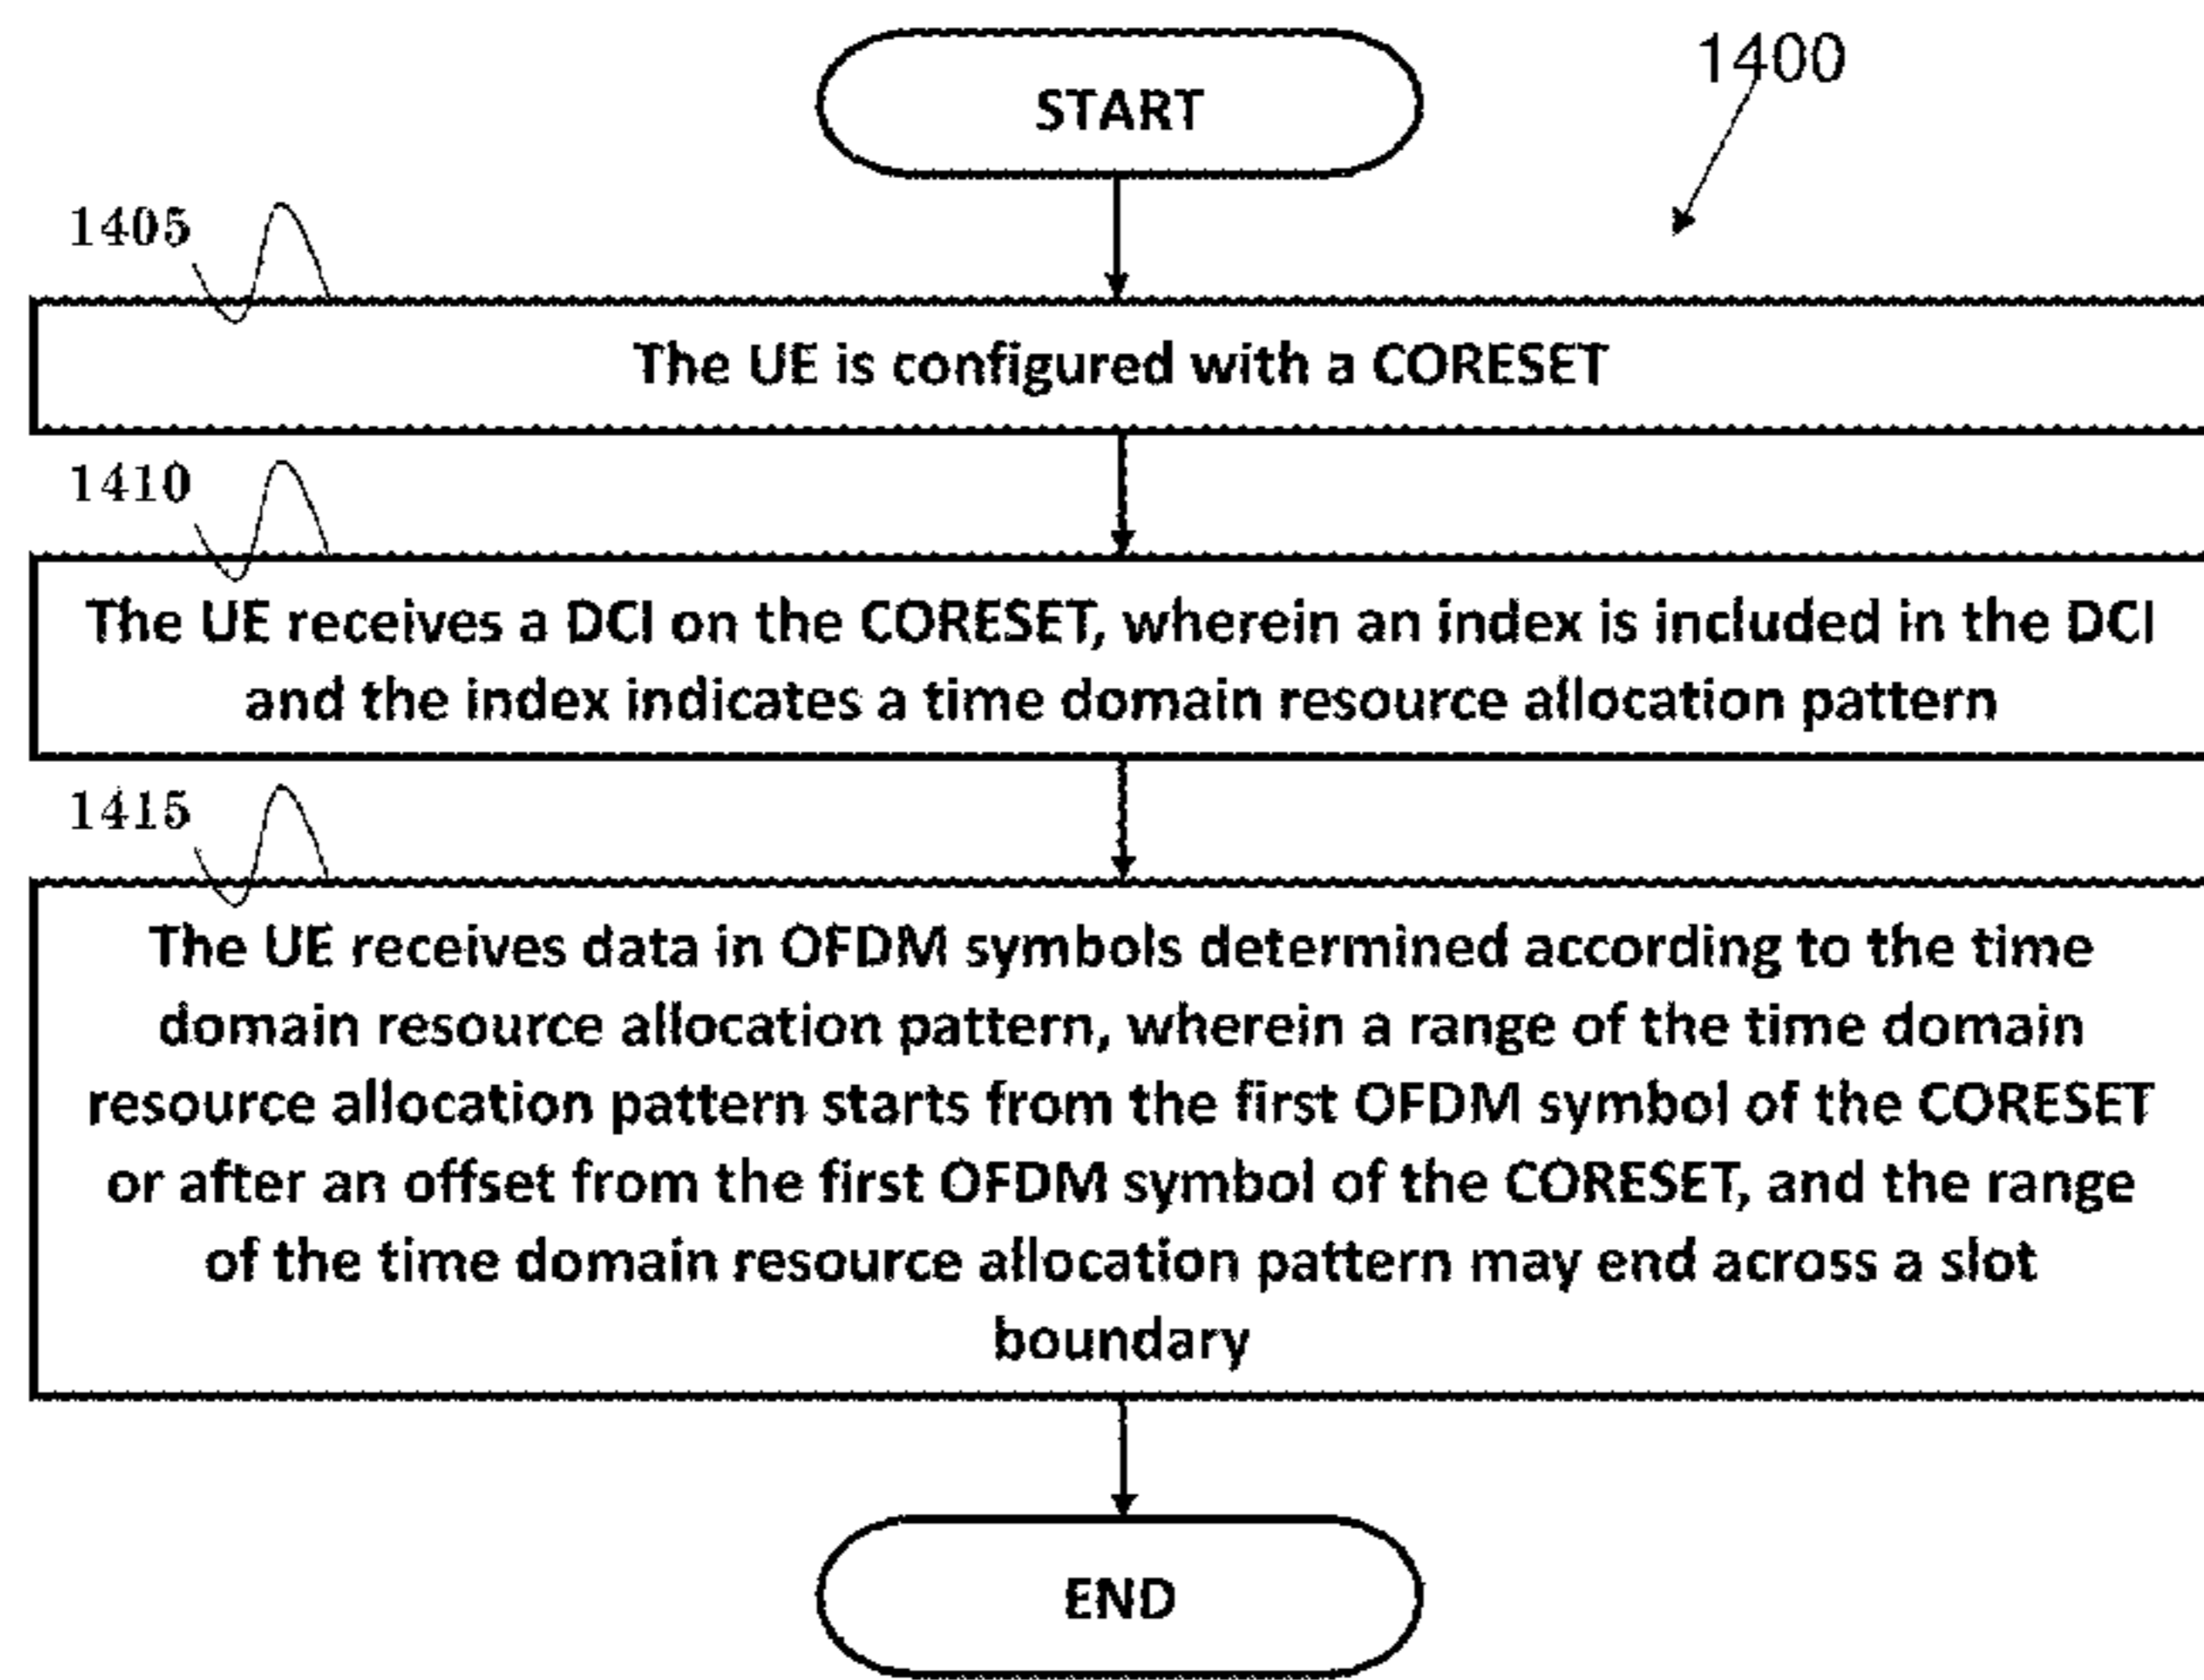 START
1400
1405
The UE is configured with a CORESET
1410
The UE receives a DCI on the CORESET, wherein an index is included in the DCI
and the index indicates a time domain resource allocation pattern
1415
The UE receives data in OFDM symbols determined according to the time
domain resource allocation pattern, wherein a range of the time domain
resource allocation pattern starts from the first OFDM symbol of the CORESET
or after an offset from the first OFDM symbol of the CORESET, and the range
of the time domain resource allocation pattern may end across a slot
boundary
END